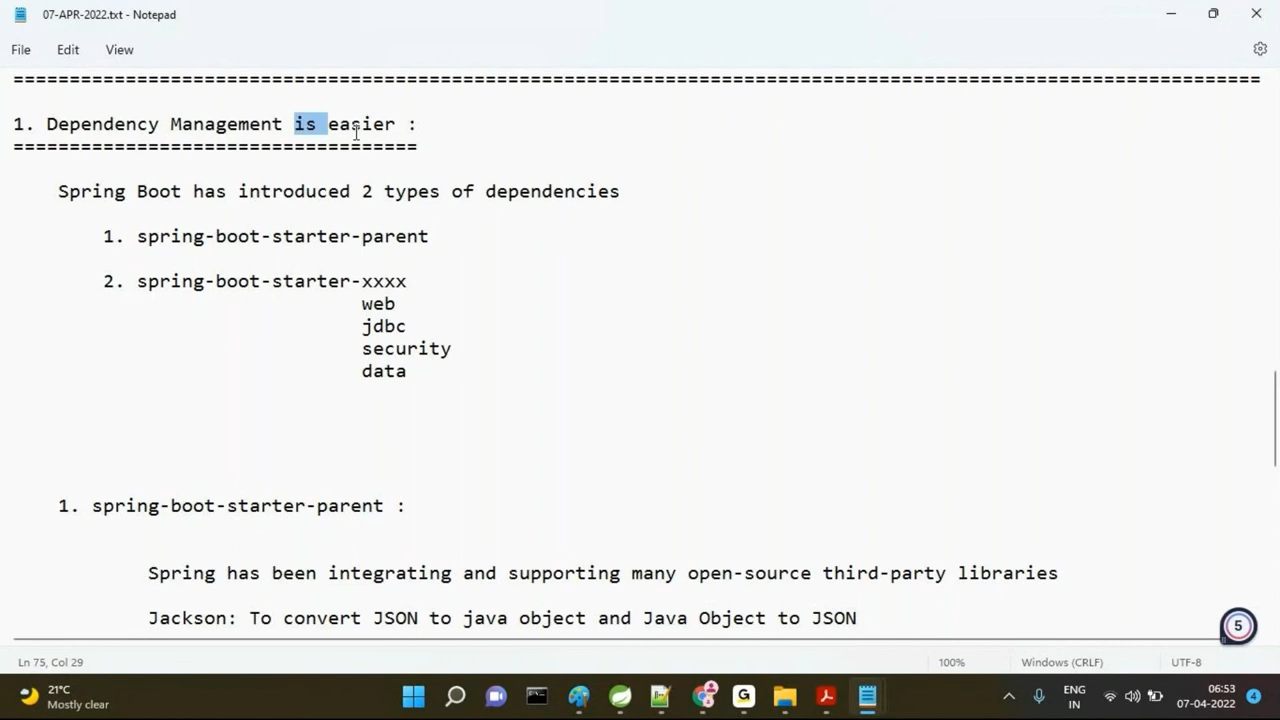 07-APR-2022.txt - Notepad
File Edit View
===============================================================================================================
1. Dependency Management is easier :
====================================
Spring Boot has introduced 2 types of dependencies
1. spring-boot-starter-parent
2. spring-boot-starter-xxxx
web
jdbc
security
data
1. spring-boot-starter-parent :
Spring has been integrating and supporting many open-source third-party libraries
Jackson: To convert JSON to java object and Java Object to JSON
5
Ln 75, Col 29 100% Windows (CRLF) UTF-8
21°C
Mostly clear
G
ENG
IN
06:53
07-04-2022
4